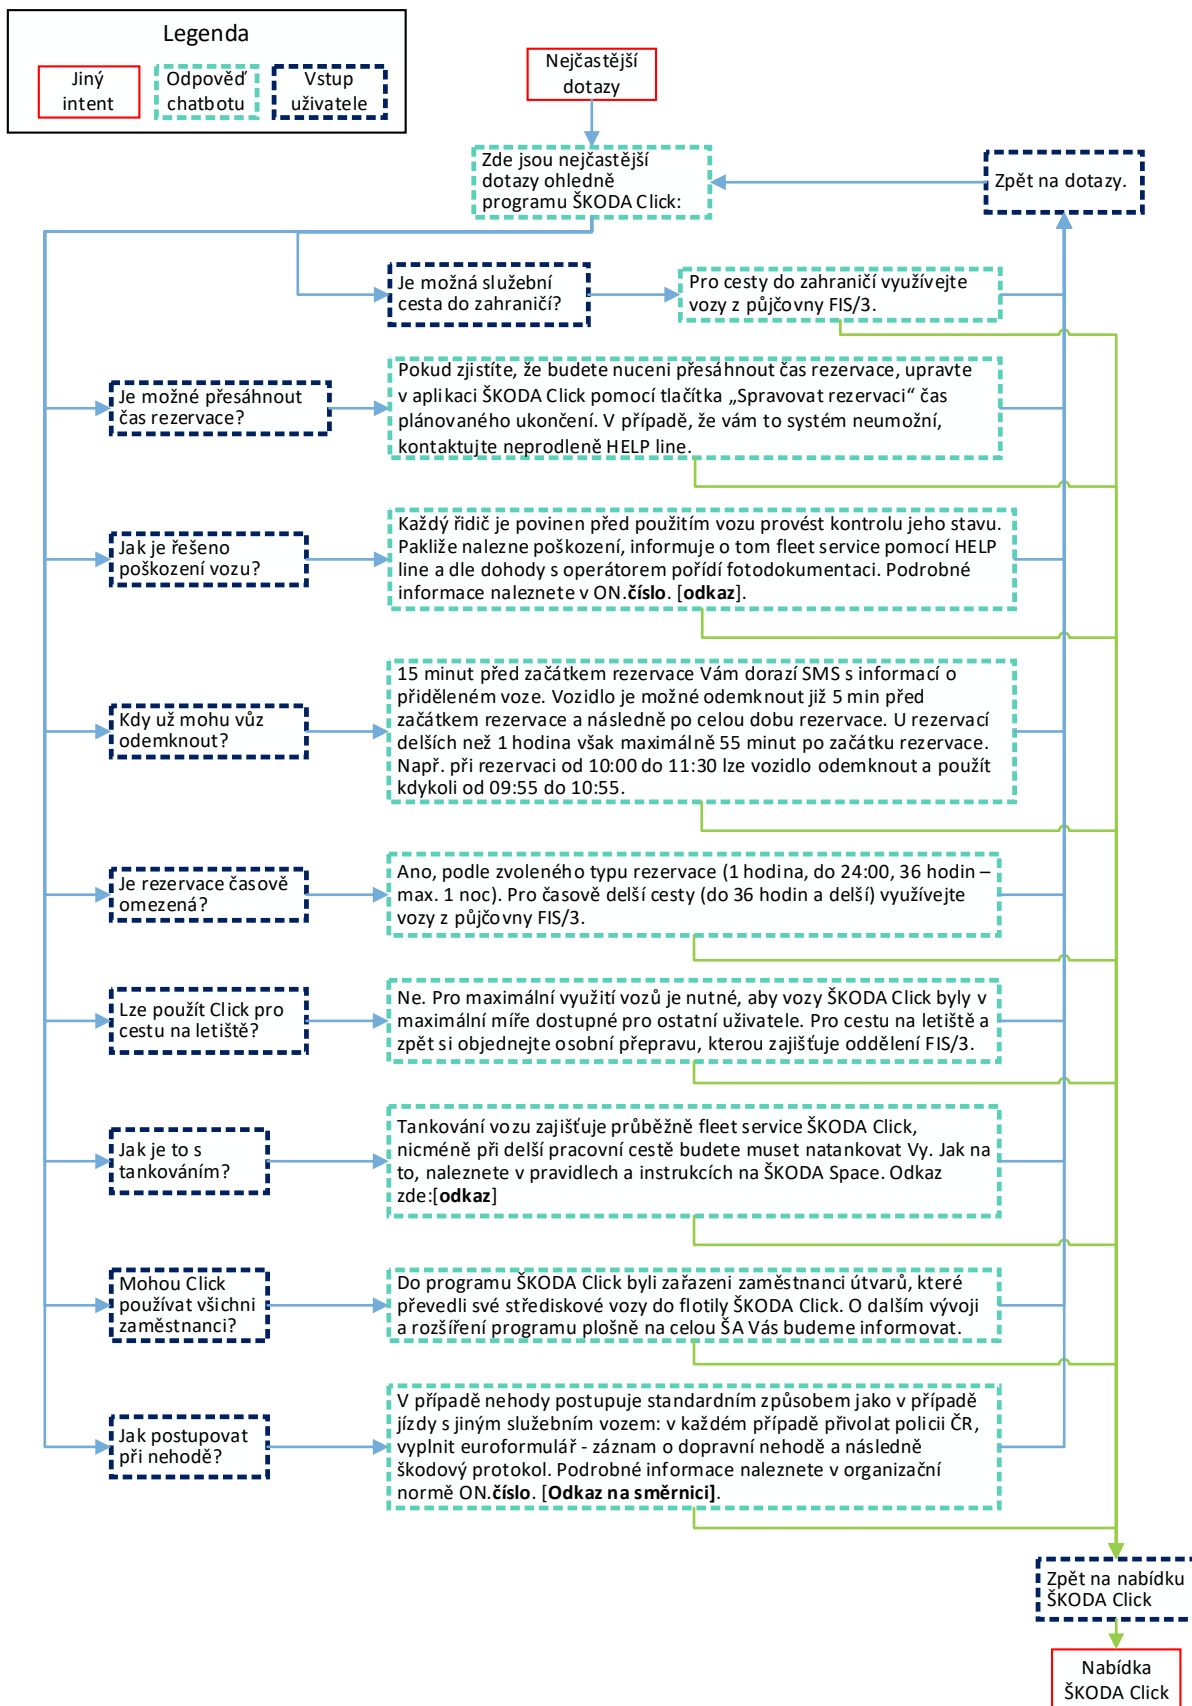 Legenda
Jiný
intent
Odpověď
chatbotu
Vstup
uživatele
Nejčastější
dotazy
Zde jsou nejčastější
dotazy ohledně
programu ŠKODA Click:
Zpět na dotazy.
Je možná služební
cesta do zahraničí?
Pro cesty do zahraničí využívejte
vozy z půjčovny FIS/3.
Je možné přesáhnout
čas rezervace?
Pokud zjistíte, že budete nuceni přesáhnout čas rezervace, upravte
v aplikaci ŠKODA Click pomocí tlačítka „Spravovat rezervaci“ čas
plánovaného ukončení. V případě, že vám to systém neumožní,
kontaktujte neprodleně HELP line.
Jak je řešeno
poškození vozu?
Každý řidič je povinen před použitím vozu provést kontrolu jeho stavu.
Pakliže nalezne poškození, informuje o tom fleet service pomocí HELP
line a dle dohody s operátorem pořídí fotodokumentaci. Podrobné
informace naleznete v ON.číslo. [odkaz].
Kdy už mohu vůz
odemknout?
15 minut před začátkem rezervace Vám dorazí SMS s informací o
přiděleném voze. Vozidlo je možné odemknout již 5 min před
začátkem rezervace a následně po celou dobu rezervace. U rezervací
delších než 1 hodina však maximálně 55 minut po začátku rezervace.
Např. při rezervaci od 10:00 do 11:30 lze vozidlo odemknout a použít
kdykoli od 09:55 do 10:55.
Je rezervace časově
omezená?
Ano, podle zvoleného typu rezervace (1 hodina, do 24:00, 36 hodin –
max. 1 noc). Pro časově delší cesty (do 36 hodin a delší) využívejte
vozy z půjčovny FIS/3.
Lze použít Click pro
cestu na letiště?
Ne. Pro maximální využití vozů je nutné, aby vozy ŠKODA Click byly v
maximální míře dostupné pro ostatní uživatele. Pro cestu na letiště a
zpět si objednejte osobní přepravu, kterou zajišťuje oddělení FIS/3.
Jak je to s
tankováním?
Tankování vozu zajišťuje průběžně fleet service ŠKODA Click,
nicméně při delší pracovní cestě budete muset natankovat Vy. Jak na
to, naleznete v pravidlech a instrukcích na ŠKODA Space. Odkaz
zde:[odkaz]
Mohou Click
používat všichni
zaměstnanci?
Do programu ŠKODA Click byli zařazeni zaměstnanci útvarů, které
převedli své střediskové vozy do flotily ŠKODA Click. O dalším vývoji
a rozšíření programu plošně na celou ŠA Vás budeme informovat.
Jak postupovat
při nehodě?
V případě nehody postupuje standardním způsobem jako v případě
jízdy s jiným služebním vozem: v každém případě přivolat policii ČR,
vyplnit euroformulář - záznam o dopravní nehodě a následně
škodový protokol. Podrobné informace naleznete v organizační
normě ON.číslo. [Odkaz na směrnici].
Zpět na nabídku
ŠKODA Click
Nabídka
ŠKODA Click